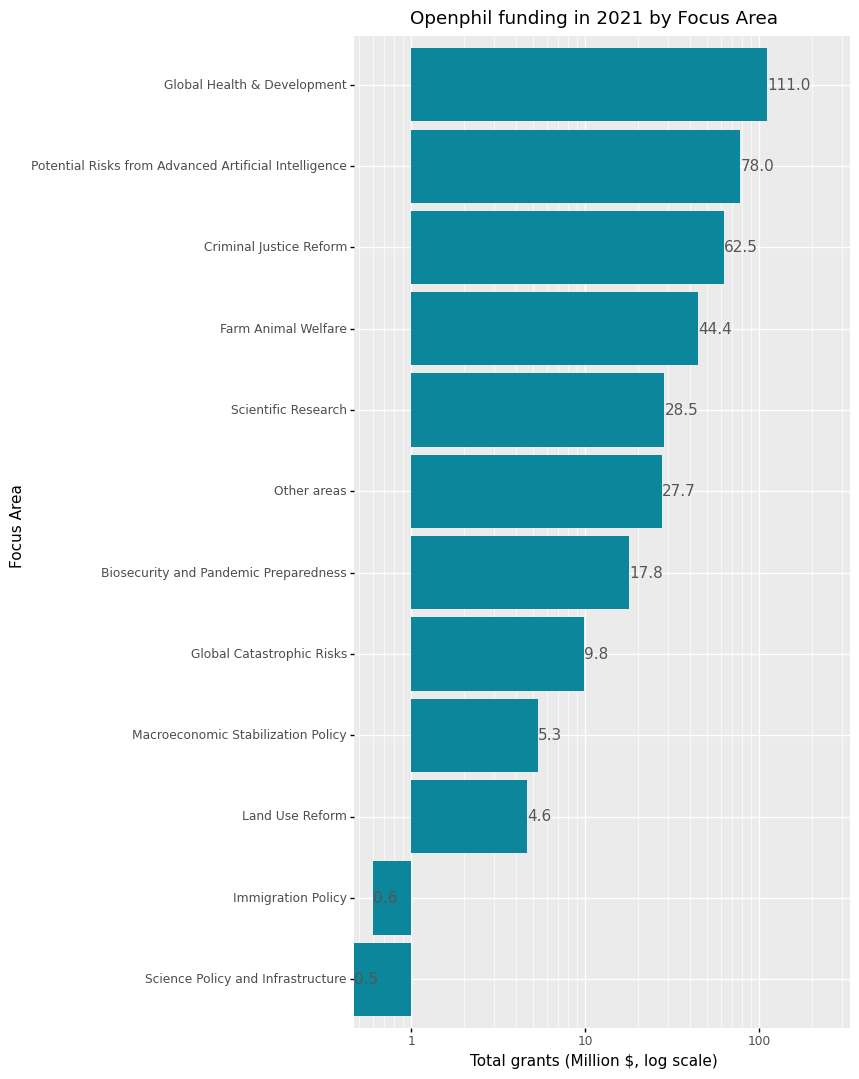 Openphil funding in 2021 by Focus Area
Global Health & Development
111.0
Potential Risks from Advanced Artificial Intelligence
78.0
Criminal Justice Reform
62.5
Farm Animal Welfare
44.4
Scientific Research
28.5
Other areas
27.7
Biosecurity and Pandemic Preparedness
17.8
Global Catastrophic Risks
9.8
Macroeconomic Stabilization Policy
5.3
Land Use Reform
4.6
Immigration Policy
0.6
Science Policy and Infrastructure
0.5
Focus Area
1 10 100
Total grants (Million $, log scale)